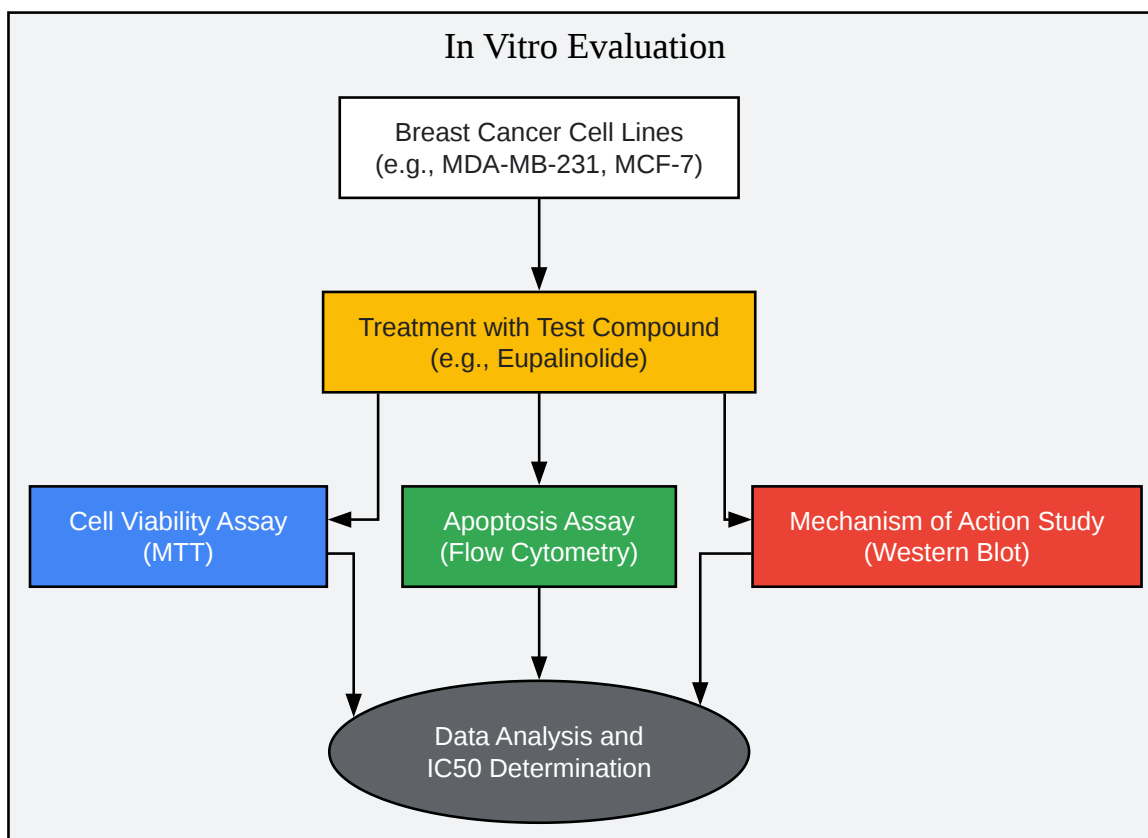 In Vitro Evaluation
Breast Cancer Cell Lines
(e.g., MDA-MB-231, MCF-7)
Treatment with Test Compound
(e.g., Eupalinolide)
Cell Viability Assay
(MTT)
Apoptosis Assay
(Flow Cytometry)
Mechanism of Action Study
(Western Blot)
Data Analysis and
IC50 Determination